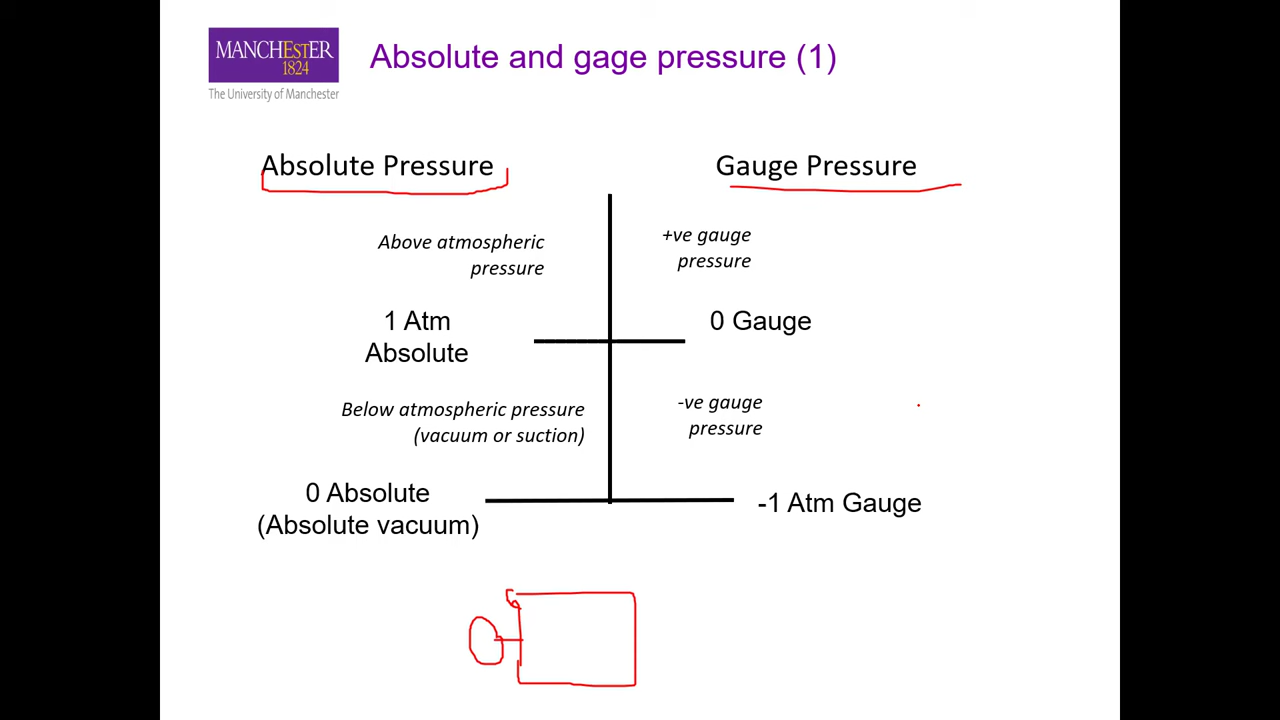 MANCHESTER
1824
The University of Manchester
Absolute and gage pressure (1)
Absolute Pressure
Gauge Pressure
Above atmospheric
pressure
+ve gauge
pressure
1 Atm
Absolute
0 Gauge
Below atmospheric pressure
(vacuum or suction)
-ve gauge
pressure
0 Absolute
(Absolute vacuum)
-1 Atm Gauge